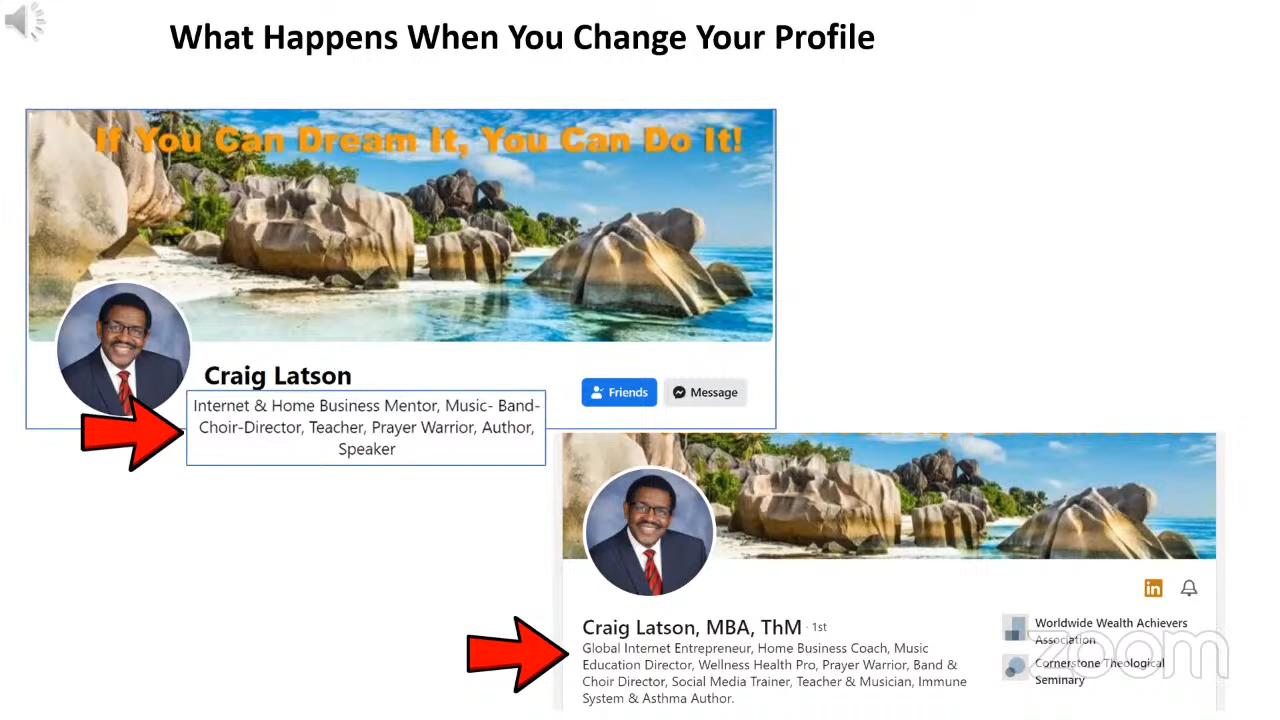 What Happens When You Change Your Profile
If You Can Dream It, You Can Do It!
Craig Latson
Friends
Message
Internet & Home Business Mentor, Music- Band-
Choir-Director, Teacher, Prayer Warrior, Author,
Speaker
in
Craig Latson, MBA, ThM · 1st
Global Internet Entrepreneur, Home Business Coach, Music
Education Director, Wellness Health Pro, Prayer Warrior, Band &
Choir Director, Social Media Trainer, Teacher & Musician, Immune
System & Asthma Author.
Worldwide Wealth Achievers
Association
Cornerstone Theological
Seminary
zoom